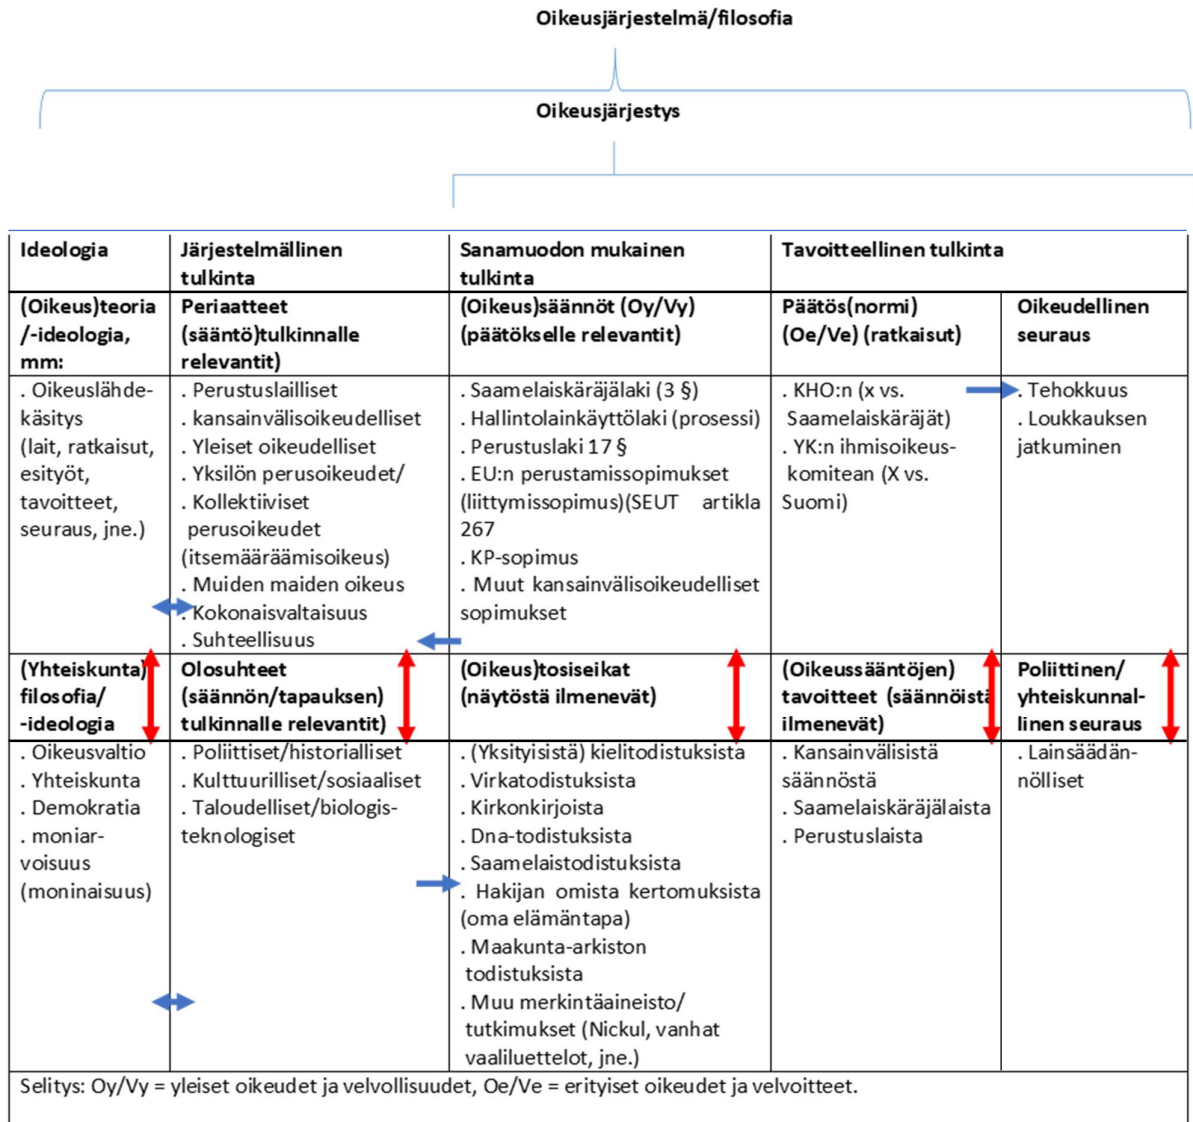 Oikeusjärjestelmä/filosofia
Oikeusjärjestys
Ideologia
Järjestelmällinen
tulkinta
Sanamuodon mukainen
tulkinta
Tavoitteellinen tulkinta
(Oikeus)teoria
/-ideologia,
mm:
Periaatteet
(sääntö)tulkinnalle
relevantit)
(Oikeus)säännöt (Oy/Vy)
(päätökselle relevantit)
Päätös(normi)
(Oe/Ve) (ratkaisut)
Oikeudellinen
seuraus
. Oikeuslähde-
käsitys
(lait, ratkaisut,
esityöt,
tavoitteet,
seuraus, jne.)
. Perustuslailliset
. kansainvälisoikeudelliset
. Yleiset oikeudelliset
. Yksilön perusoikeudet/
. Kollektiiviset
perusoikeudet
(itsemääräämisoikeus)
. Muiden maiden oikeus
. Kokonaisvaltaisuus
. Suhteellisuus
. Saamelaiskäräjälaki (3 §)
. Hallintolainkäyttölaki (prosessi)
. Perustuslaki 17 §
. EU:n perustamissopimukset
(liittymissopimus)(SEUT artikla
267
. KP-sopimus
. Muut kansainvälisoikeudelliset
sopimukset
. KHO:n (x vs.
Saamelaiskäräjät)
. YK:n ihmisoikeus-
komitean (X vs.
Suomi)
. Tehokkuus
. Loukkauksen
jatkuminen
(Yhteiskunta)
filosofia/
-ideologia
Olosuhteet
(säännön/tapauksen)
tulkinnalle relevantit)
(Oikeus)tosiseikat
(näytöstä ilmenevät)
(Oikeussääntöjen)
tavoitteet (säännöistä
ilmenevät)
Poliittinen/
yhteiskunnal-
linen seuraus
. Oikeusvaltio
. Yhteiskunta
. Demokratia
. moniar-
voisuus
(moninaisuus)
. Poliittiset/historialliset
. Kulttuurilliset/sosiaaliset
. Taloudelliset/biologis-
teknologiset
. (Yksityisistä) kielitodistuksista
. Virkatodistuksista
. Kirkonkirjoista
. Dna-todistuksista
. Saamelaistodistuksista
. Hakijan omista kertomuksista
(oma elämäntapa)
. Maakunta-arkiston
todistuksista
. Muu merkintäaineisto/
tutkimukset (Nickul, vanhat
vaaliluettelot, jne.)
. Kansainvälisistä
säännöstä
. Saamelaiskäräjälaista
. Perustuslaista
. Lainsäädän-
nölliset
Selitys: Oy/Vy = yleiset oikeudet ja velvollisuudet, Oe/Ve = erityiset oikeudet ja velvoitteet.